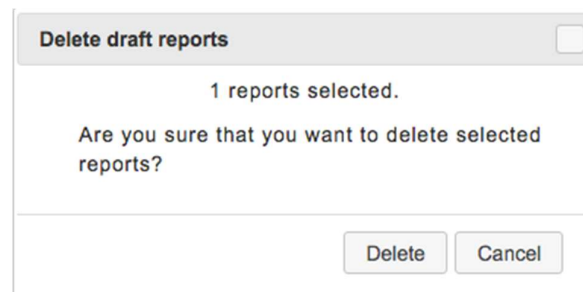 Delete draft reports
1 reports selected.
Are you sure that you want to delete selected
reports?
Delete Cancel